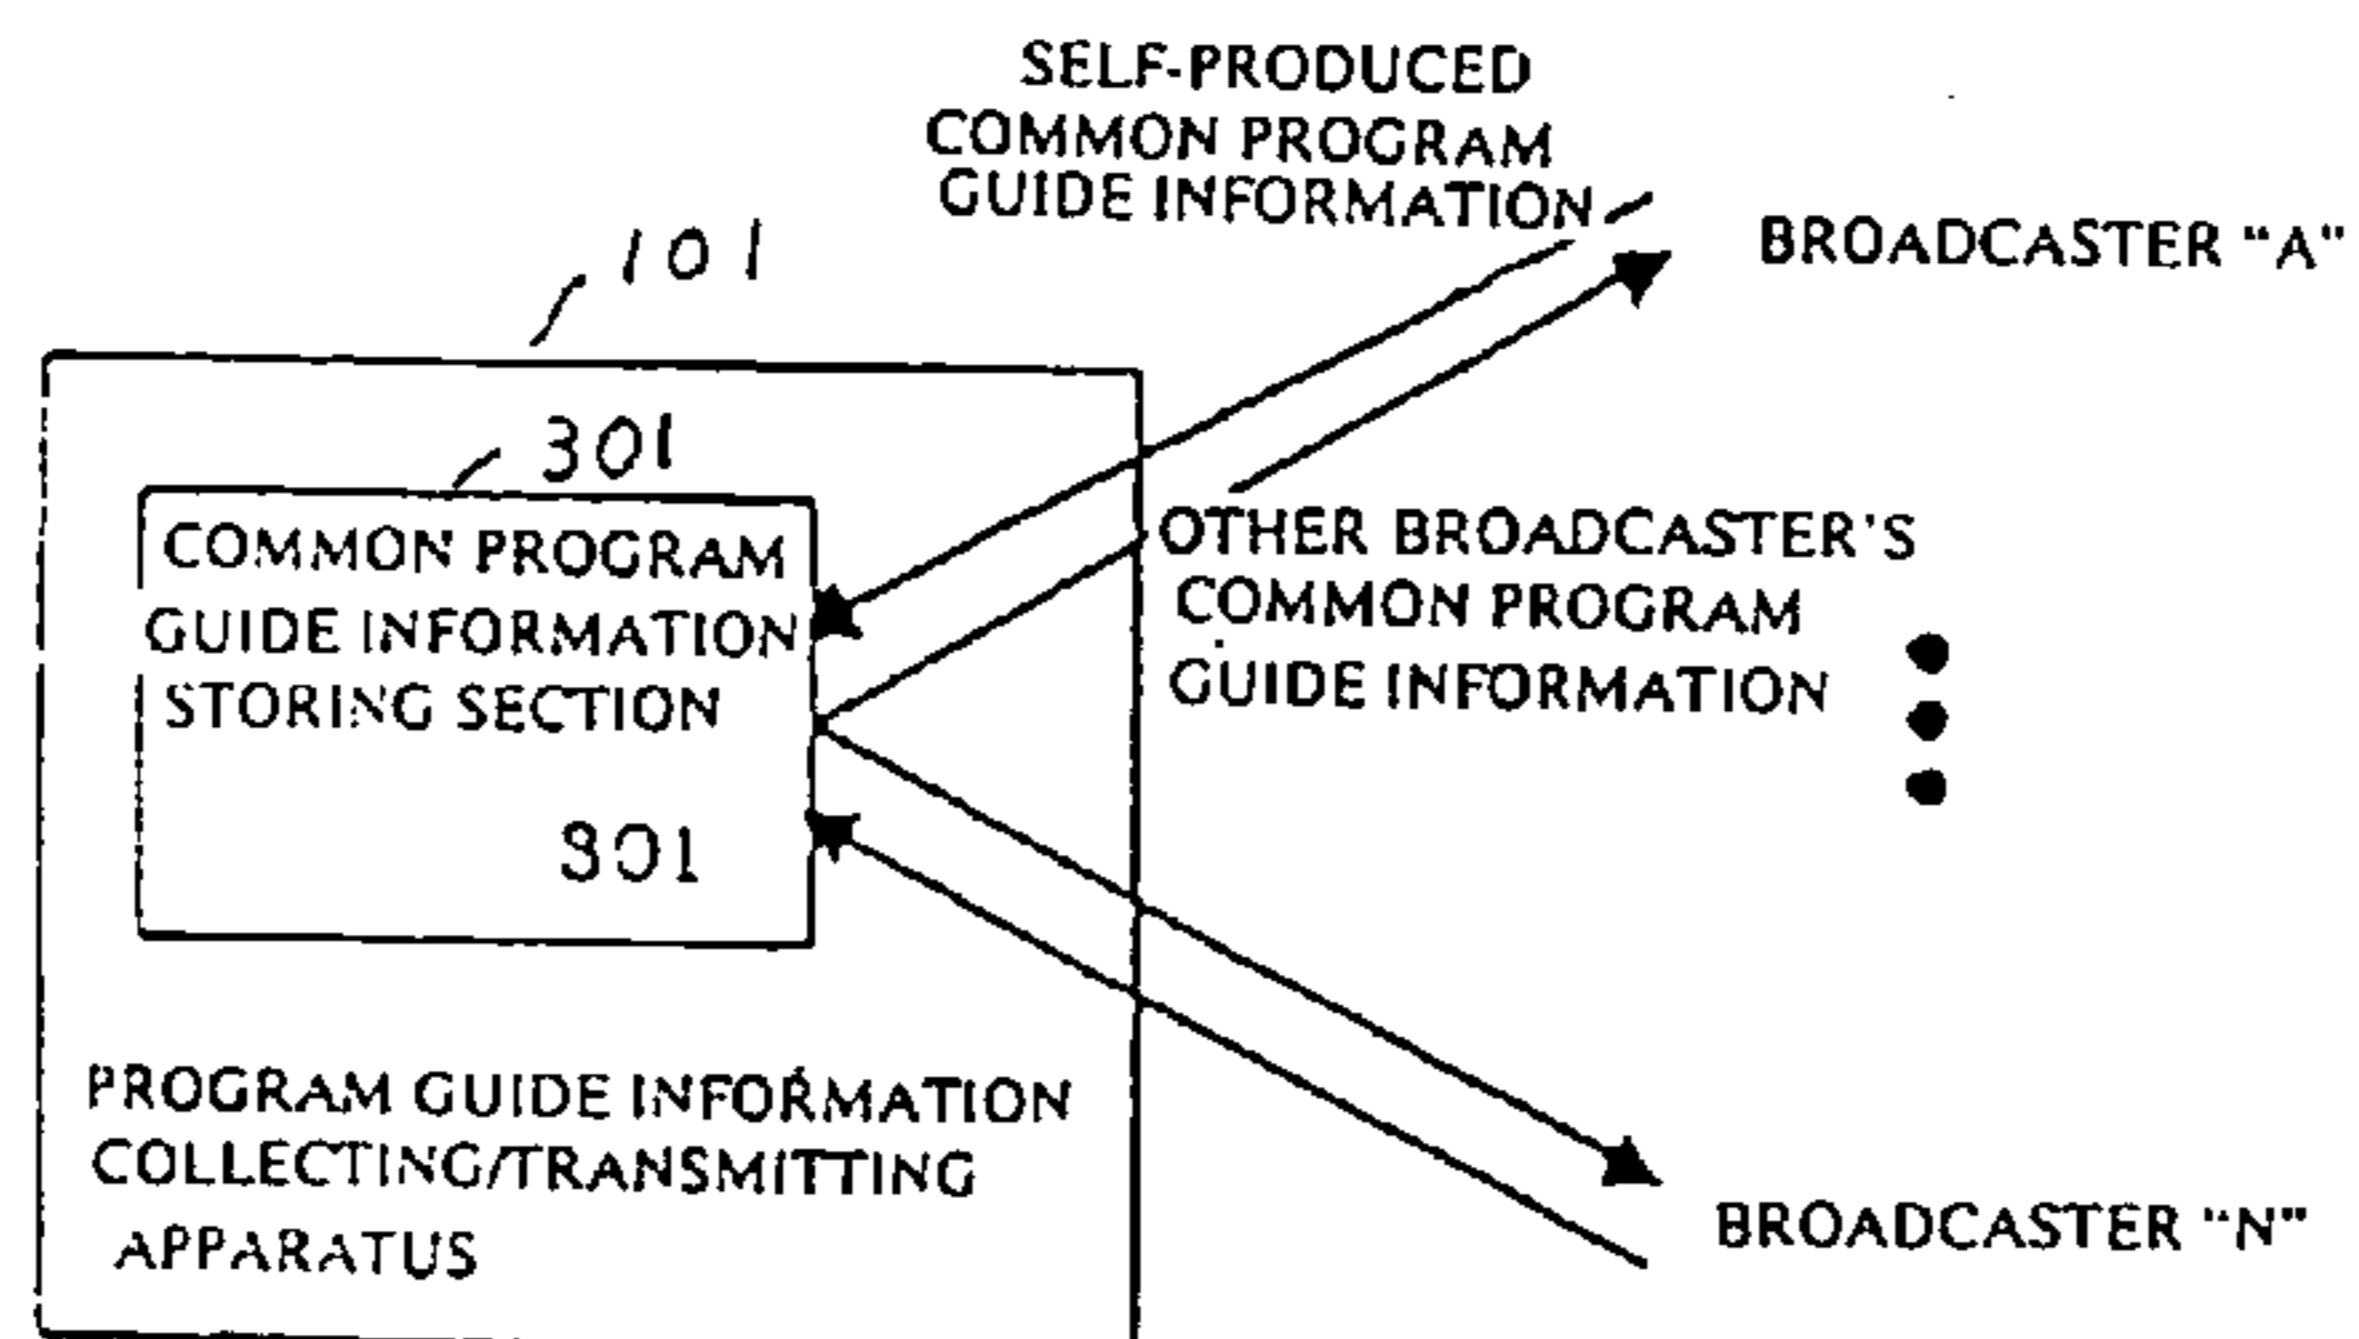 SELF-PRODUCED
COMMON PROGRAM
GUIDE INFORMATION
BROADCASTER "A"
101
301
COMMON PROGRAM
GUIDE INFORMATION
STORING SECTION
301
OTHER BROADCASTER'S
COMMON PROGRAM
GUIDE INFORMATION
PROGRAM GUIDE INFORMATION
COLLECTING/TRANSMITTING
APPARATUS
BROADCASTER "N"